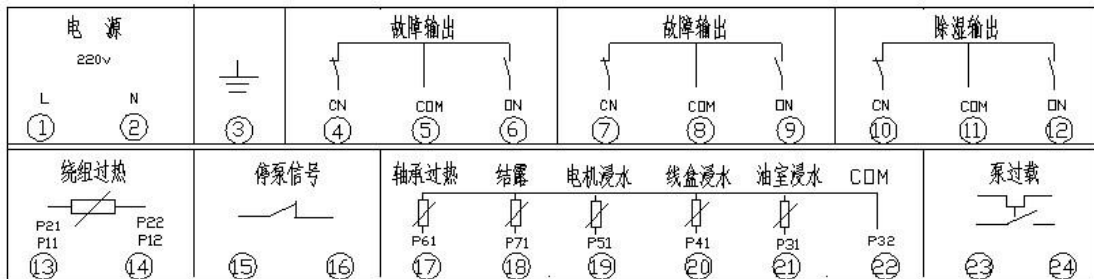 电 源
220v
L N
① ②
③
故障输出
CN COM ON
④ ⑤ ⑥
故障输出
CN COM ON
⑦ ⑧ ⑨
除湿输出
CN COM ON
⑩ ⑪ ⑫
绕组过热
P21 P22
P11 P12
⑬ ⑭
停泵信号
⑮ ⑯
轴承过热 结露 电机浸水 线盒浸水 油室浸水 COM
P61 P71 P51 P41 P31 P32
⑰ ⑱ ⑲ ⑳ ㉑ ㉒
泵过载
㉓ ㉔